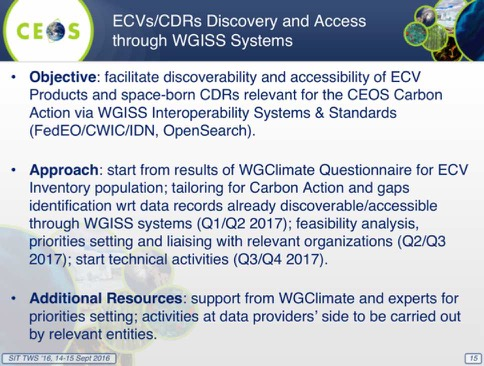 CE S
ECVs/CDRs Discovery and Access
through WGISS Systems
• Objective: facilitate discoverability and accessibility of ECV
Products and space-born CDRs relevant for the CEOS Carbon
Action via WGISS Interoperability Systems & Standards
(FedEO/CWIC/IDN, OpenSearch).
• Approach: start from results of WGClimate Questionnaire for ECV
Inventory population; tailoring for Carbon Action and gaps
identification wrt data records already discoverable/accessible
through WGISS systems (Q1/Q2 2017); feasibility analysis,
priorities setting and liaising with relevant organizations (Q2/Q3
2017); start technical activities (Q3/Q4 2017).
• Additional Resources: support from WGClimate and experts for
priorities setting; activities at data providers' side to be carried out
by relevant entities.
SIT TWS '16, 14-15 Sept 2016
15